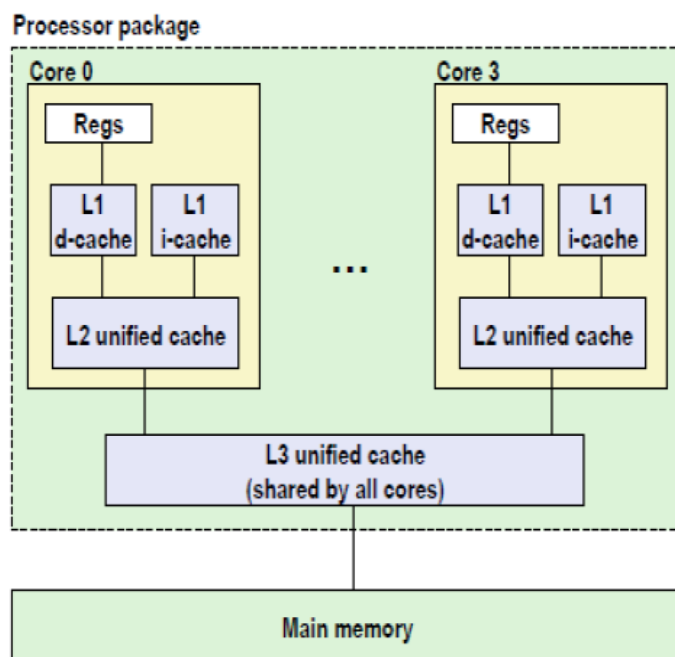 Processor package
Core 0
Core 3
Regs
Regs
L1
d-cache
L1
i-cache
L1
d-cache
L1
i-cache
...
L2 unified cache
L2 unified cache
L3 unified cache
(shared by all cores)
Main memory